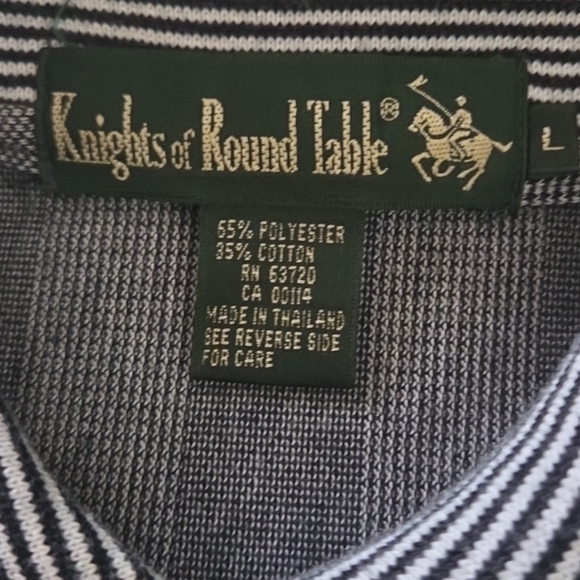 Knights of Round Table®
L
65% POLYESTER
35% COTTON
RN 63720
CA 00114
MADE IN THAILAND
SEE REVERSE SIDE
FOR CARE